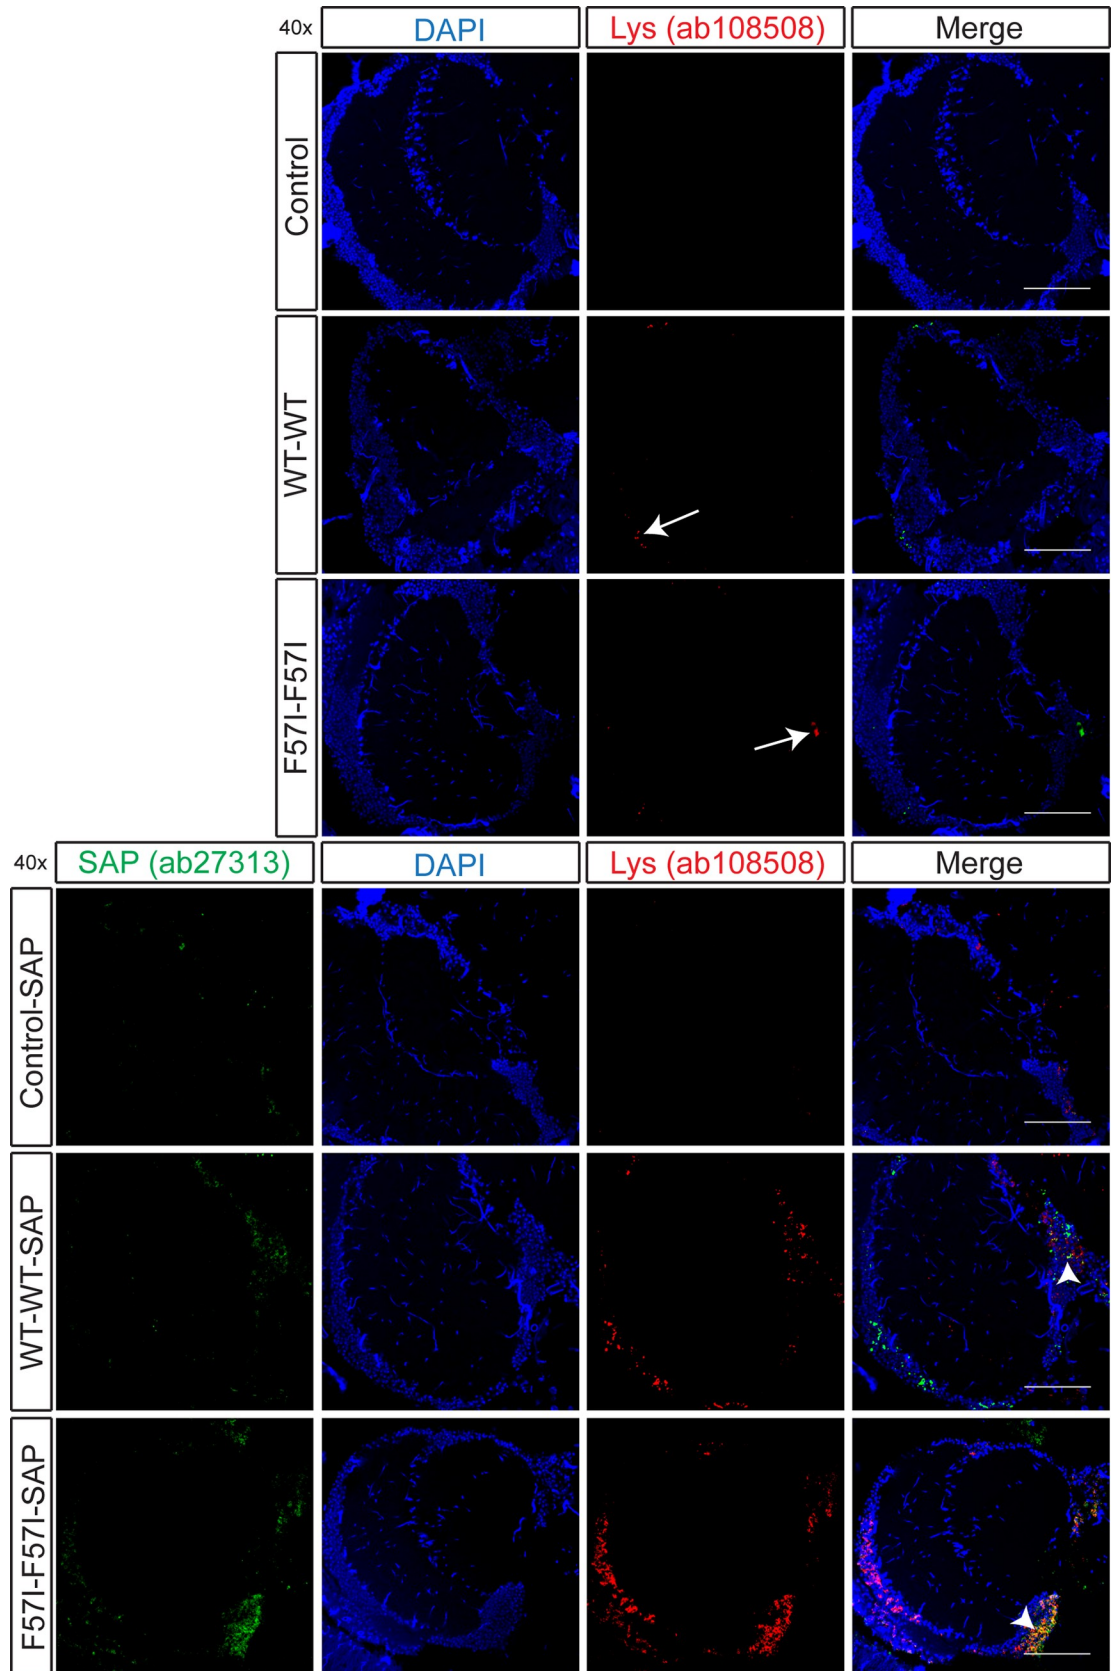 40x DAPI Lys (ab108508) Merge
Control
WT-WT
F57I-F57I
40x SAP (ab27313) DAPI Lys (ab108508) Merge
Control-SAP
WT-WT-SAP
F57I-F57I-SAP